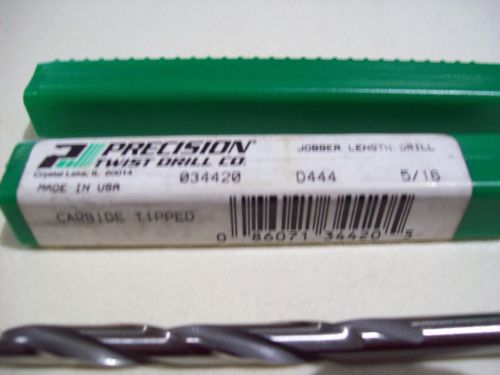 PRECISION
TWIST DRILL CO.
Crystal Lake, IL 60014
MADE IN USA
034420
JOBBER LENGTH DRILL
D444 5/16
CARBIDE TIPPED
0 86071 34420 5